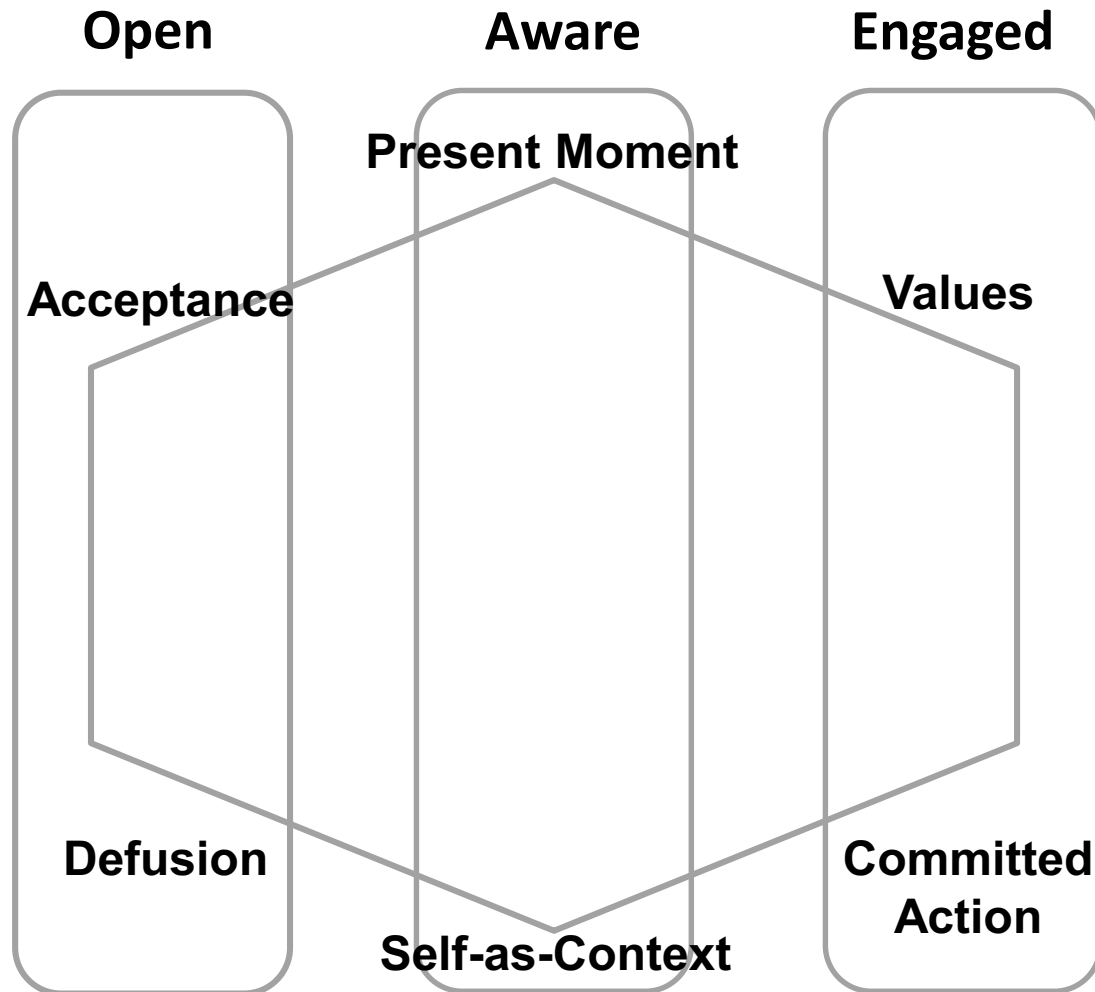 Open Aware Engaged
Present Moment
Acceptance
Values
Defusion
Committed
Action
Self-as-Context